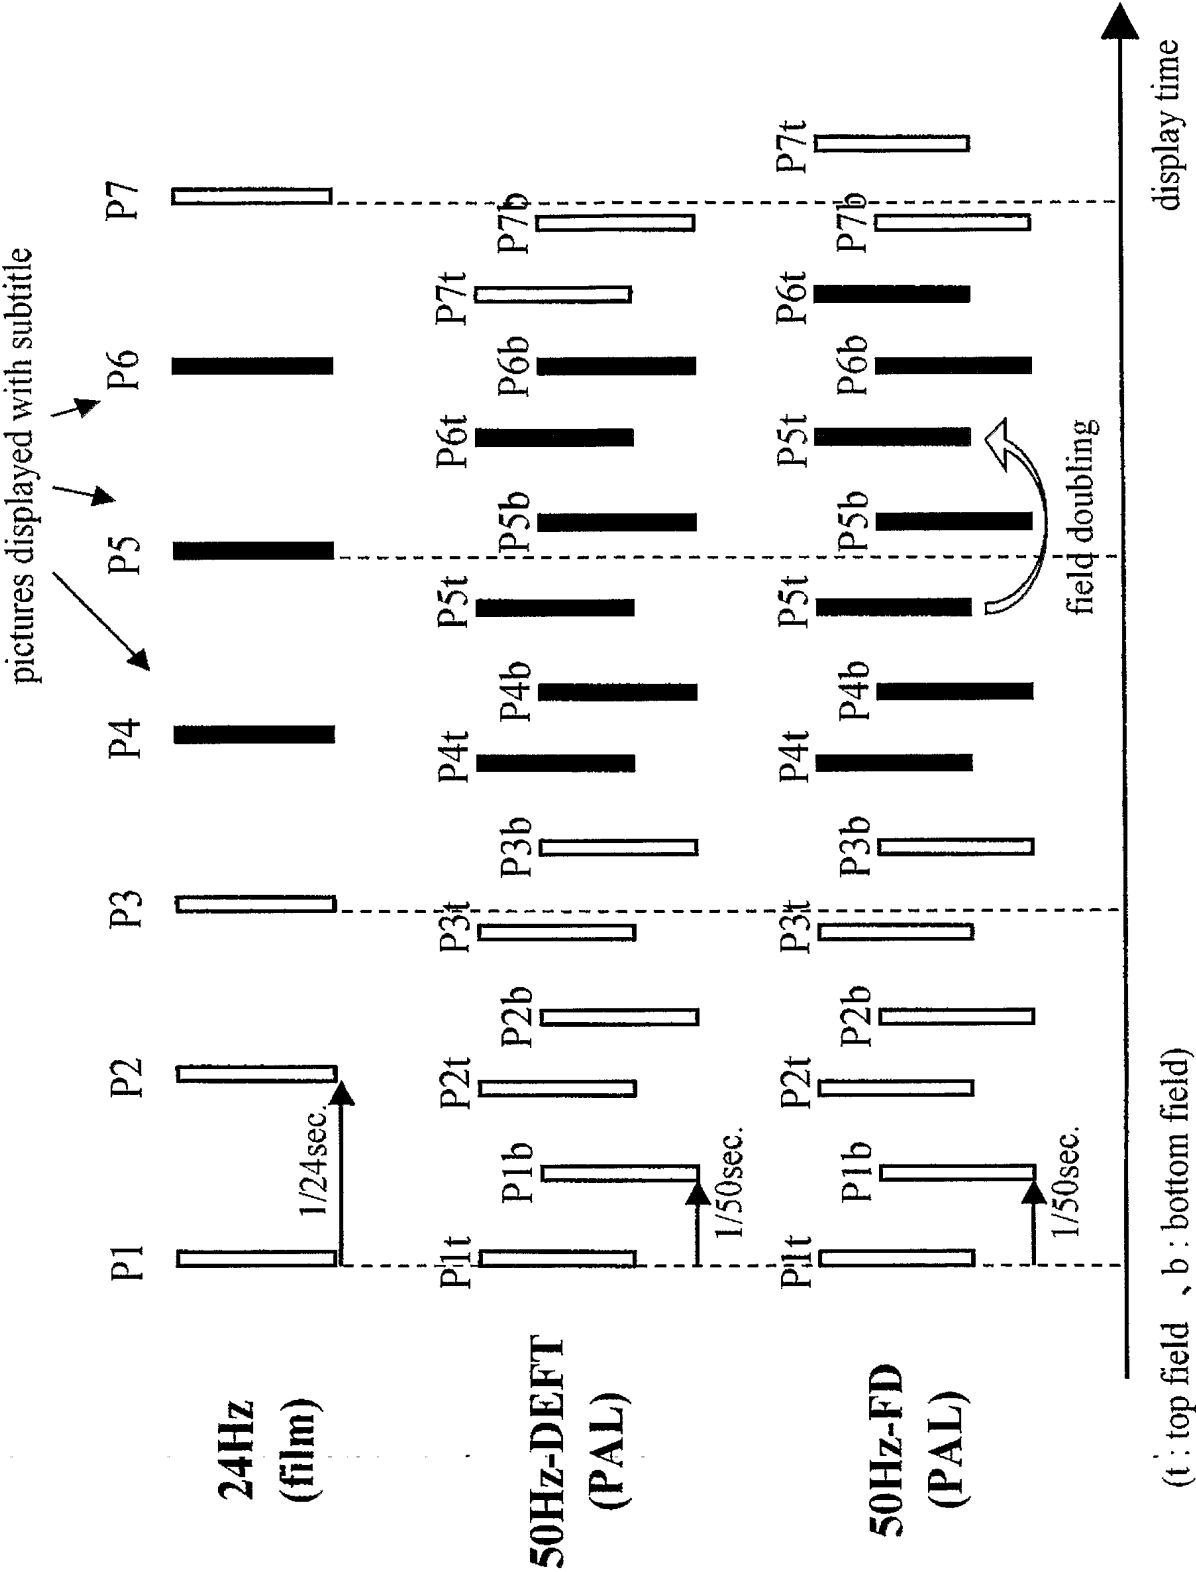 pictures displayed with subtitle
P1 P2 P3 P4 P5 P6 P7
24Hz
(film)
1/24sec.
P1t P1b P2t P2b P3t P3b P4t P4b P5t P5b P6t P6b P7t P7b
50Hz-DEFT
(PAL)
1/50sec.
P1t P1b P2t P2b P3t P3b P4t P4b P5t P5b P5t P6b P6t P7b P7t
50Hz-FD
(PAL)
1/50sec.
field doubling
display time
(t : top field 、b : bottom field)